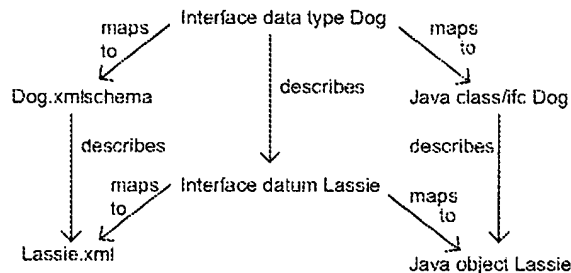 Interface data type Dog
maps
to
maps
to
Dog.xmlschema
describes
Java class/ifc Dog
describes
describes
maps
to
Interface datum Lassie
maps
to
Lassie.xml
Java object Lassie